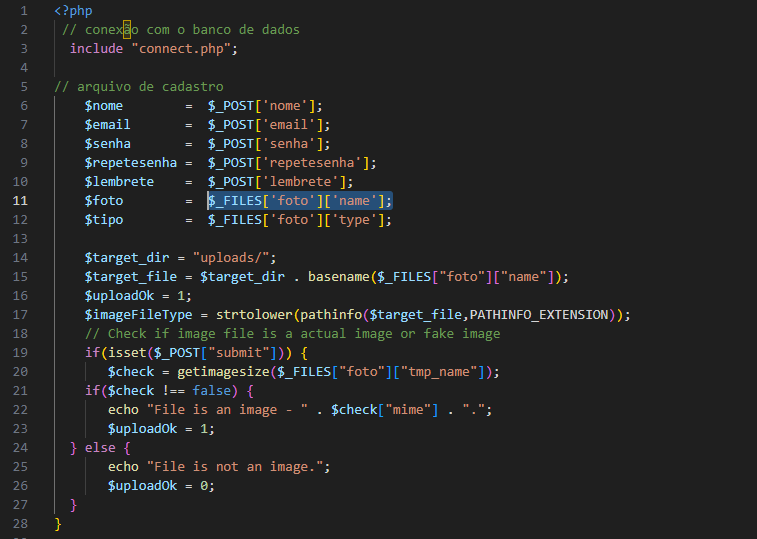 1 <?php
2 // conexão com o banco de dados
3 include "connect.php";
4
5 // arquivo de cadastro
6 $nome = $_POST['nome'];
7 $email = $_POST['email'];
8 $senha = $_POST['senha'];
9 $repetesenha = $_POST['repetesenha'];
10 $lembrete = $_POST['lembrete'];
11 $foto = $_FILES['foto']['name'];
12 $tipo = $_FILES['foto']['type'];
13
14 $target_dir = "uploads/";
15 $target_file = $target_dir . basename($_FILES["foto"]["name"]);
16 $uploadOk = 1;
17 $imageFileType = strtolower(pathinfo($target_file,PATHINFO_EXTENSION));
18 // Check if image file is a actual image or fake image
19 if(isset($_POST["submit"])) {
20 $check = getimagesize($_FILES["foto"]["tmp_name"]);
21 if($check !== false) {
22 echo "File is an image - " . $check["mime"] . ".";
23 $uploadOk = 1;
24 } else {
25 echo "File is not an image.";
26 $uploadOk = 0;
27 }
28 }